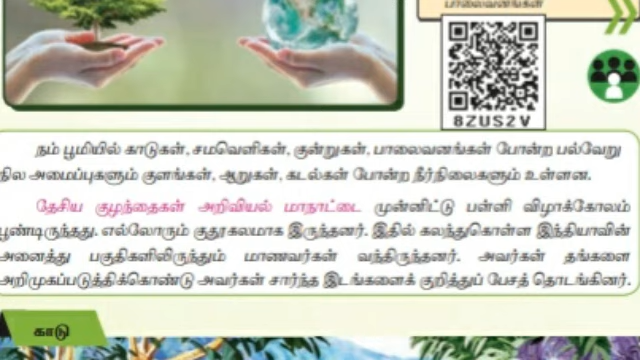 பாலைவனங்கள்
8ZUS2V
நம் பூமியில் காடுகள், சமவெளிகள், குன்றுகள், பாலைவனங்கள் போன்ற பல்வேறு
நில அமைப்புகளும் குளங்கள், ஆறுகள், கடல்கள் போன்ற நீர்நிலைகளும் உள்ளன.
தேசிய குழந்தைகள் அறிவியல் மாநாட்டை முன்னிட்டு பள்ளி விழாக்கோலம்
பூண்டிருந்தது. எல்லோரும் குதூகலமாக இருந்தனர். இதில் கலந்துகொள்ள இந்தியாவின்
அனைத்து பகுதிகளிலிருந்தும் மாணவர்கள் வந்திருந்தனர். அவர்கள் தங்களை
அறிமுகப்படுத்திக்கொண்டு அவர்கள் சார்ந்த இடங்களைக் குறித்துப் பேசத் தொடங்கினர்.
காடு